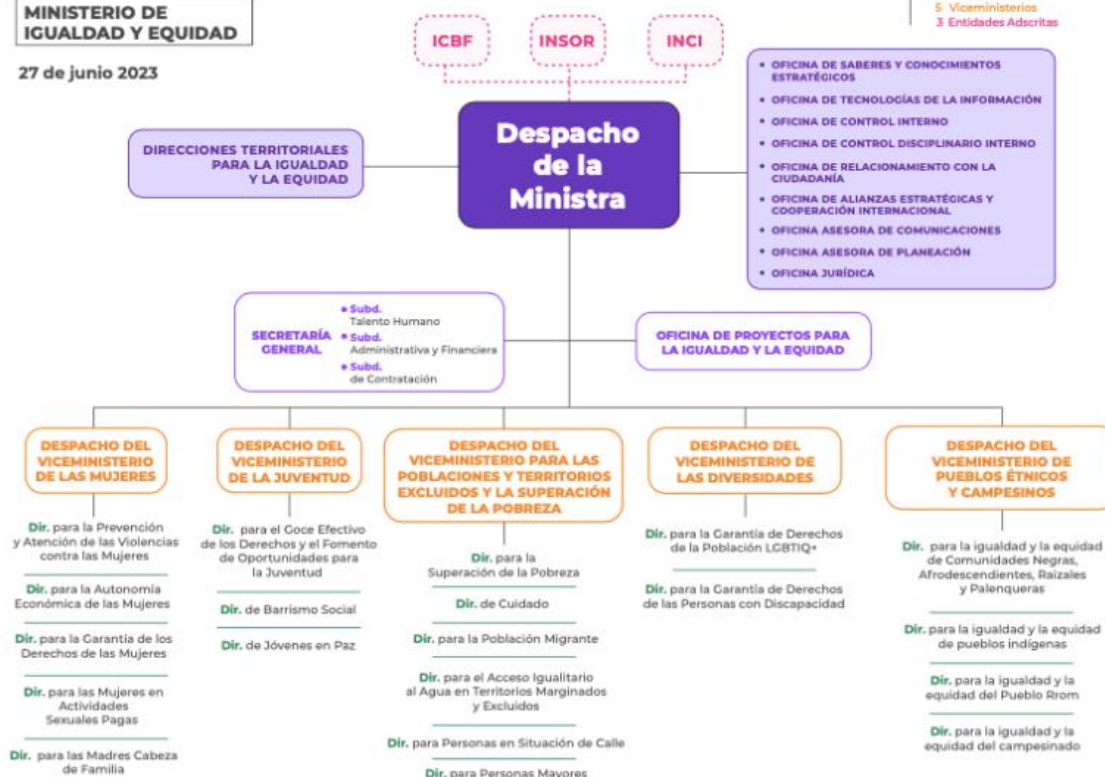 MINISTERIO DE
IGUALDAD Y EQUIDAD
27 de junio 2023
5 Viceministerios
3 Entidades Adscritas
ICBF
INSOR
INCI
Despacho
de la
Ministra
DIRECCIONES TERRITORIALES
PARA LA IGUALDAD
Y LA EQUIDAD
• OFICINA DE SABERES Y CONOCIMIENTOS
ESTRATÉGICOS
• OFICINA DE TECNOLOGÍAS DE LA INFORMACIÓN
• OFICINA DE CONTROL INTERNO
• OFICINA DE CONTROL DISCIPLINARIO INTERNO
• OFICINA DE RELACIONAMIENTO CON LA
CIUDADANÍA
• OFICINA DE ALIANZAS ESTRATÉGICAS Y
COOPERACIÓN INTERNACIONAL
• OFICINA ASESORA DE COMUNICACIONES
• OFICINA ASESORA DE PLANEACIÓN
• OFICINA JURÍDICA
SECRETARÍA
GENERAL
• Subd.
Talento Humano
• Subd.
Administrativa y Financiera
• Subd.
de Contratación
OFICINA DE PROYECTOS PARA
LA IGUALDAD Y LA EQUIDAD
DESPACHO DEL
VICEMINISTERIO
DE LAS MUJERES
Dir. para la Prevención
y Atención de las Violencias
contra las Mujeres
Dir. para la Autonomía
Económica de las Mujeres
Dir. para la Garantía de los
Derechos de las Mujeres
Dir. para las Mujeres en
Actividades
Sexuales Pagas
Dir. para las Madres Cabeza
de Familia
DESPACHO DEL
VICEMINISTERIO
DE LA JUVENTUD
Dir. para el Goce Efectivo
de los Derechos y el Fomento
de Oportunidades para
la Juventud
Dir. de Barrismo Social
Dir. de Jóvenes en Paz
DESPACHO DEL
VICEMINISTERIO PARA LAS
POBLACIONES Y TERRITORIOS
EXCLUIDOS Y LA SUPERACIÓN
DE LA POBREZA
Dir. para la
Superación de la Pobreza
Dir. de Cuidado
Dir. para la Población Migrante
Dir. para el Acceso Igualitario
al Agua en Territorios Marginados
y Excluidos
Dir. para Personas en Situación de Calle
Dir. para Personas Mayores
DESPACHO DEL
VICEMINISTERIO DE
LAS DIVERSIDADES
Dir. para la Garantía de Derechos
de la Población LGBTIQ+
Dir. para la Garantía de Derechos
de las Personas con Discapacidad
DESPACHO DEL
VICEMINISTERIO DE
PUEBLOS ÉTNICOS
Y CAMPESINOS
Dir. para la igualdad y la equidad
de Comunidades Negras,
Afrodescendientes, Raizales
y Palenqueras
Dir. para la igualdad y la equidad
de pueblos indígenas
Dir. para la igualdad y la
equidad del Pueblo Rrom
Dir. para la igualdad y la
equidad del campesinado